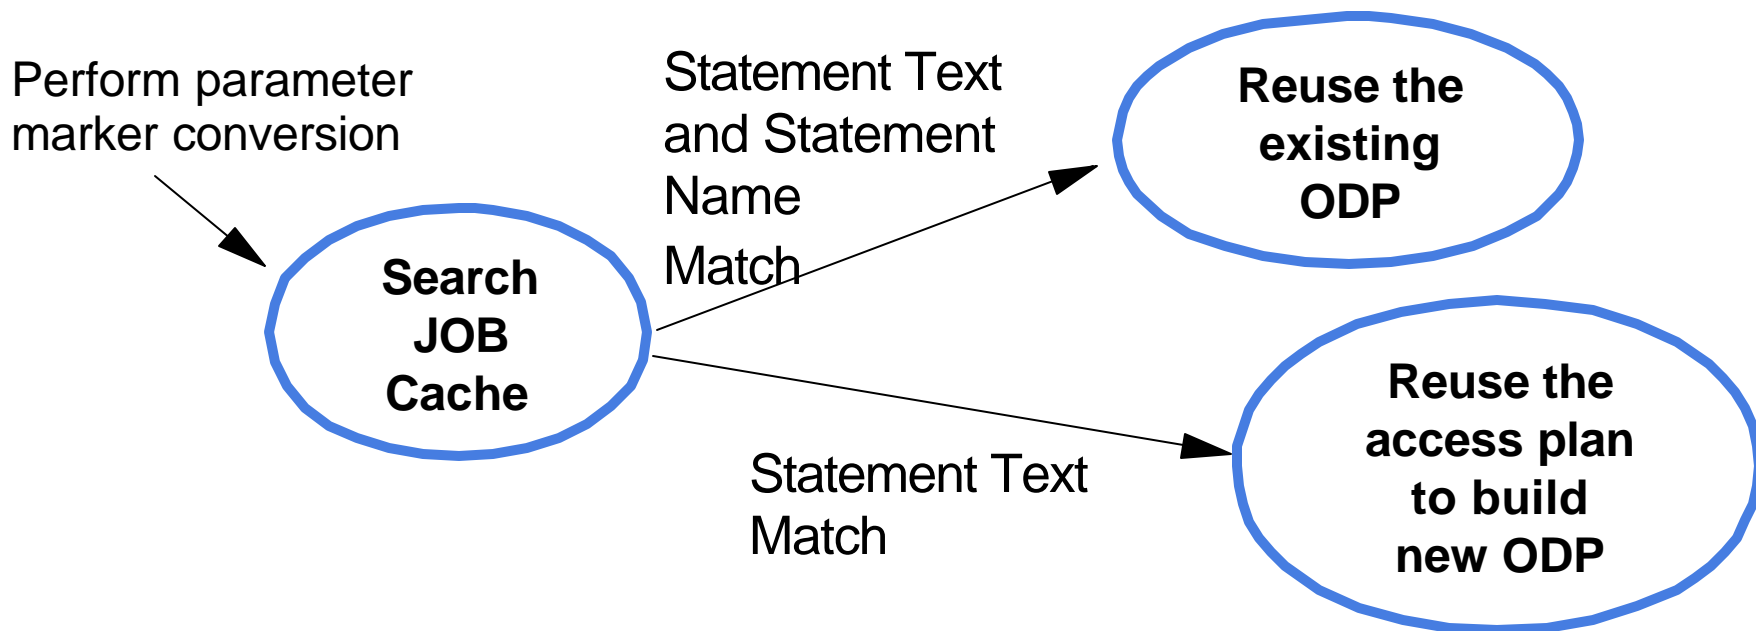 Perform parameter
marker conversion
Statement Text
and Statement
Name
Match
Reuse the
existing
ODP
Search
JOB
Cache
Statement Text
Match
Reuse the
access plan
to build
new ODP